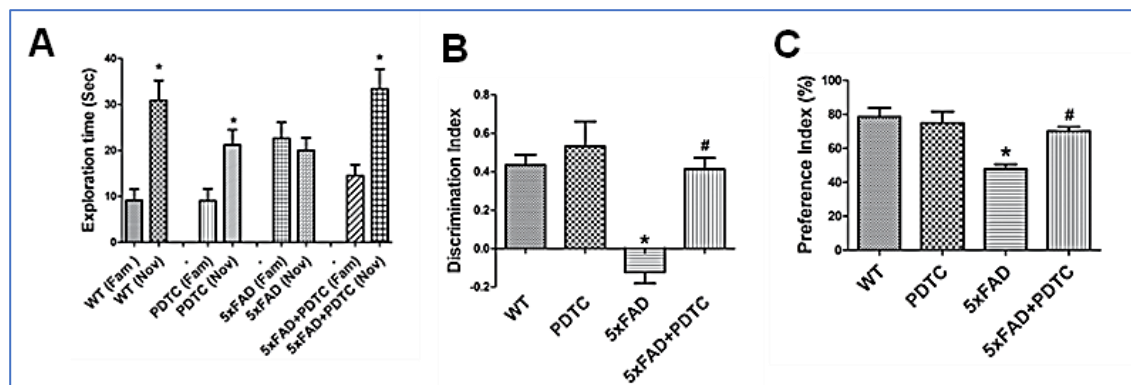 A
Exploration time (Sec)
40
30
20
10
0
*
*
*
WT (Fam )
WT (Nov)
-
PDTC (Fam)
PDTC (Nov)
-
5xFAD (Fam)
5xFAD (Nov)
-
5xFAD+PDTC (Fam)
5xFAD+PDTC (Nov)
B
Discrimination Index
0.8
0.6
0.4
0.2
0.0
-0.2
*
#
WT
PDTC
5xFAD
5xFAD+PDTC
C
Preference Index (%)
100
80
60
40
20
0
*
#
WT
PDTC
5xFAD
5xFAD+PDTC